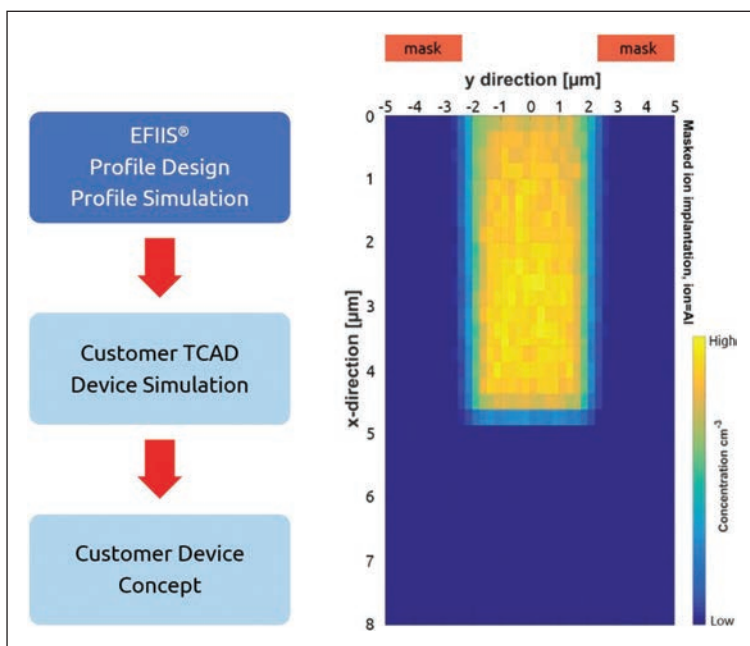 EFIIS®
Profile Design
Profile Simulation
Customer TCAD
Device Simulation
Customer Device
Concept
mask
mask
y direction [µm]
-5 -4 -3 -2 -1 0 1 2 3 4 5
0
1
2
3
4
5
6
7
8
x-direction [µm]
Masked ion implantation, ion=Al
High
Concentration cm⁻³
Low